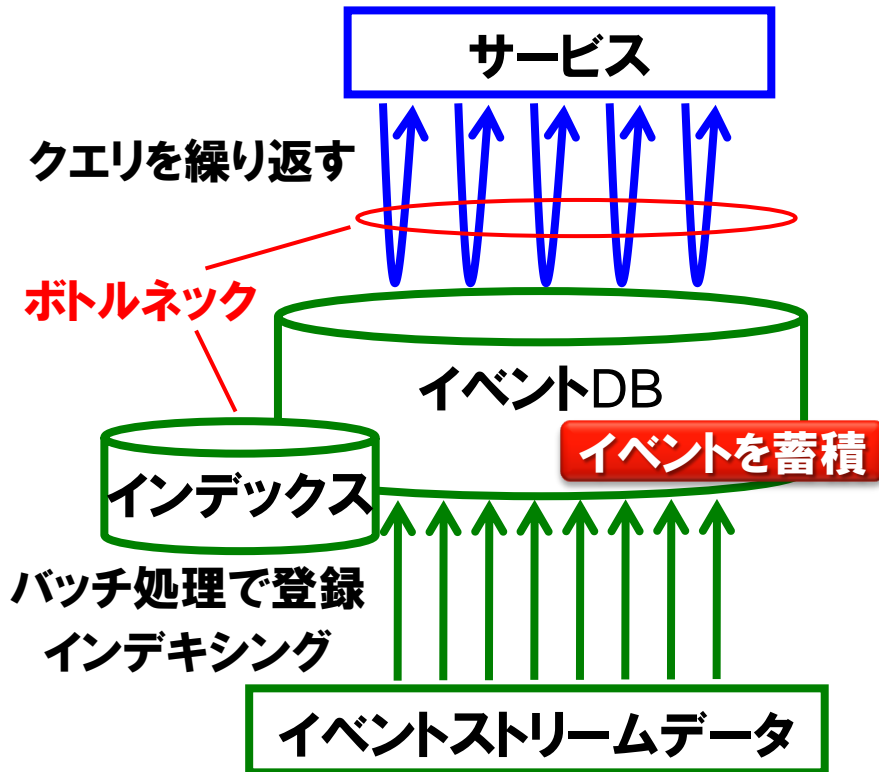 サービス
クエリを繰り返す
ボトルネック
イベントDB
イベントを蓄積
インデックス
バッチ処理で登録
インデキシング
イベントストリームデータ